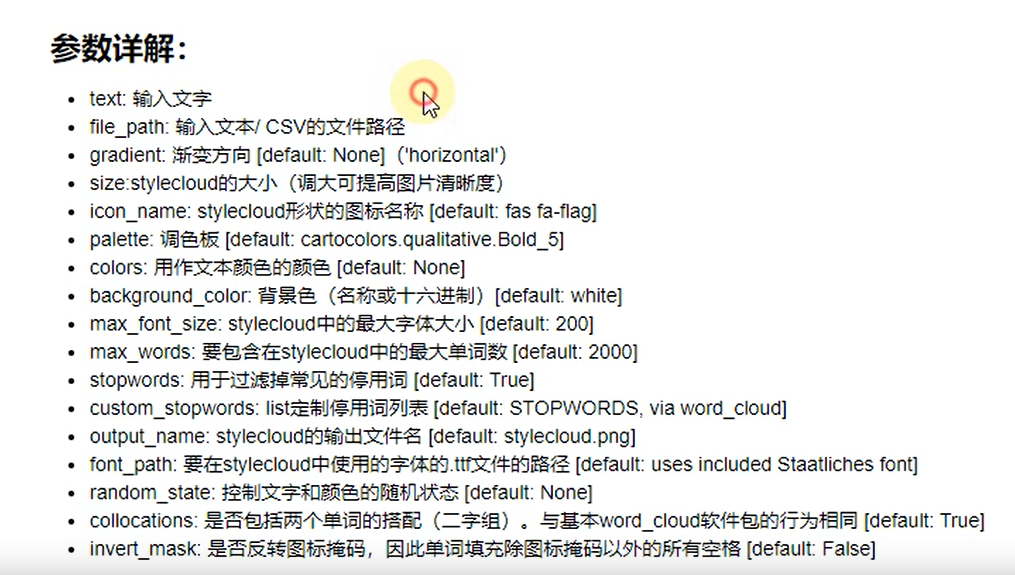 参数详解：
• text: 输入文字
• file_path: 输入文本/ CSV的文件路径
• gradient: 渐变方向 [default: None]（'horizontal'）
• size:stylecloud的大小（调大可提高图片清晰度）
• icon_name: stylecloud形状的图标名称 [default: fas fa-flag]
• palette: 调色板 [default: cartocolors.qualitative.Bold_5]
• colors: 用作文本颜色的颜色 [default: None]
• background_color: 背景色（名称或十六进制）[default: white]
• max_font_size: stylecloud中的最大字体大小 [default: 200]
• max_words: 要包含在stylecloud中的最大单词数 [default: 2000]
• stopwords: 用于过滤掉常见的停用词 [default: True]
• custom_stopwords: list定制停用词列表 [default: STOPWORDS, via word_cloud]
• output_name: stylecloud的输出文件名 [default: stylecloud.png]
• font_path: 要在stylecloud中使用的字体的.ttf文件的路径 [default: uses included Staatliches font]
• random_state: 控制文字和颜色的随机状态 [default: None]
• collocations: 是否包括两个单词的搭配（二字组）。与基本word_cloud软件包的行为相同 [default: True]
• invert_mask: 是否反转图标掩码，因此单词填充除图标掩码以外的所有空格 [default: False]